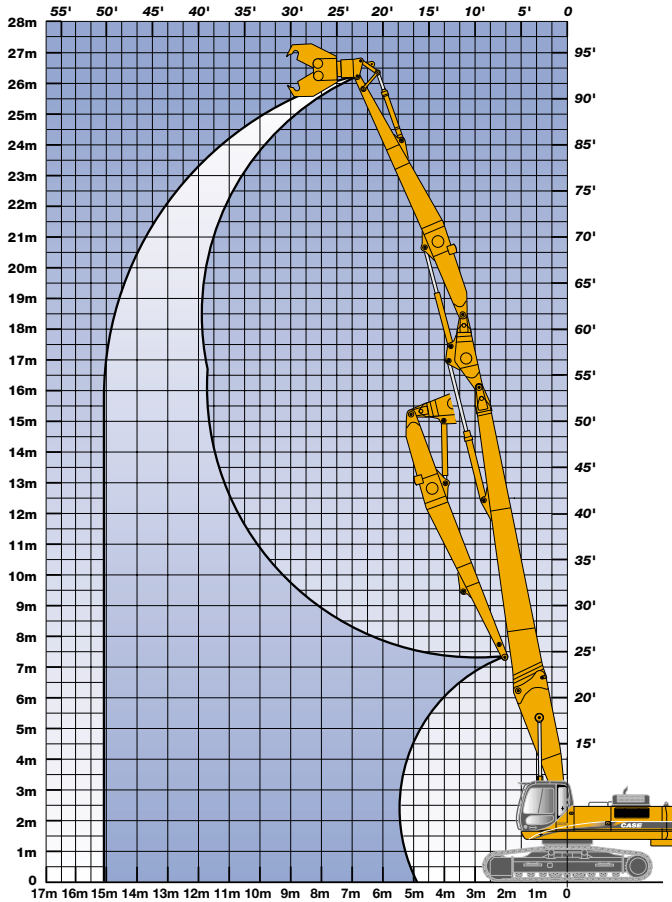 55' 50' 45' 40' 35' 30' 25' 20' 15' 10' 5' 0
28m
27m 95'
26m
25m 90'
24m 85'
23m
22m 75'
21m 70'
20m
19m 65'
18m 60'
17m
16m 55'
15m 50'
14m
13m 45'
12m 40'
11m
10m 35'
9m 30'
8m
7m 25'
6m 20'
5m
4m 15'
3m
2m CASE
1m
0
17m 16m 15m 14m 13m 12m 11m 10m 9m 8m 7m 6m 5m 4m 3m 2m 1m 0